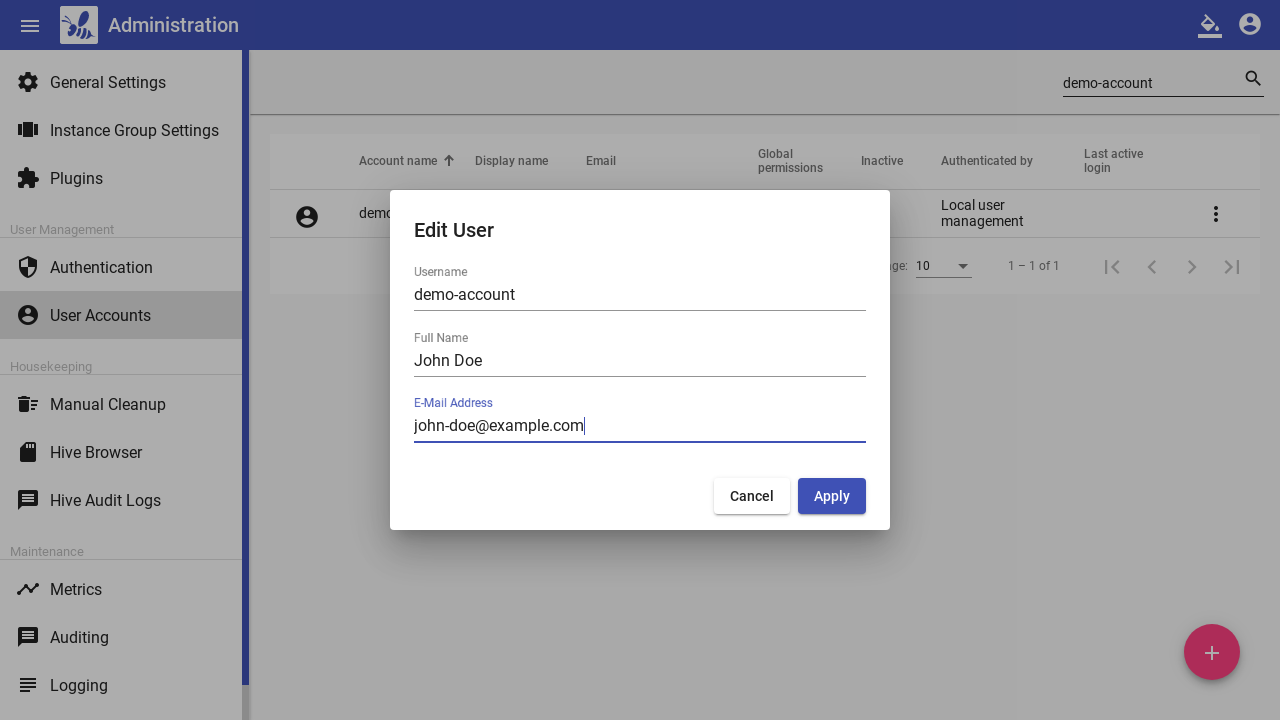 Administration
General Settings
Instance Group Settings
Plugins
User Management
Authentication
User Accounts
Housekeeping
Manual Cleanup
Hive Browser
Hive Audit Logs
Maintenance
Metrics
Auditing
Logging
demo-account
Account name
Display name
Email
Global
permissions
Inactive
Authenticated by
Last active
login
Local user
management
10
1 – 1 of 1
Edit User
Username
demo-account
Full Name
John Doe
E-Mail Address
john-doe@example.com
Cancel
Apply